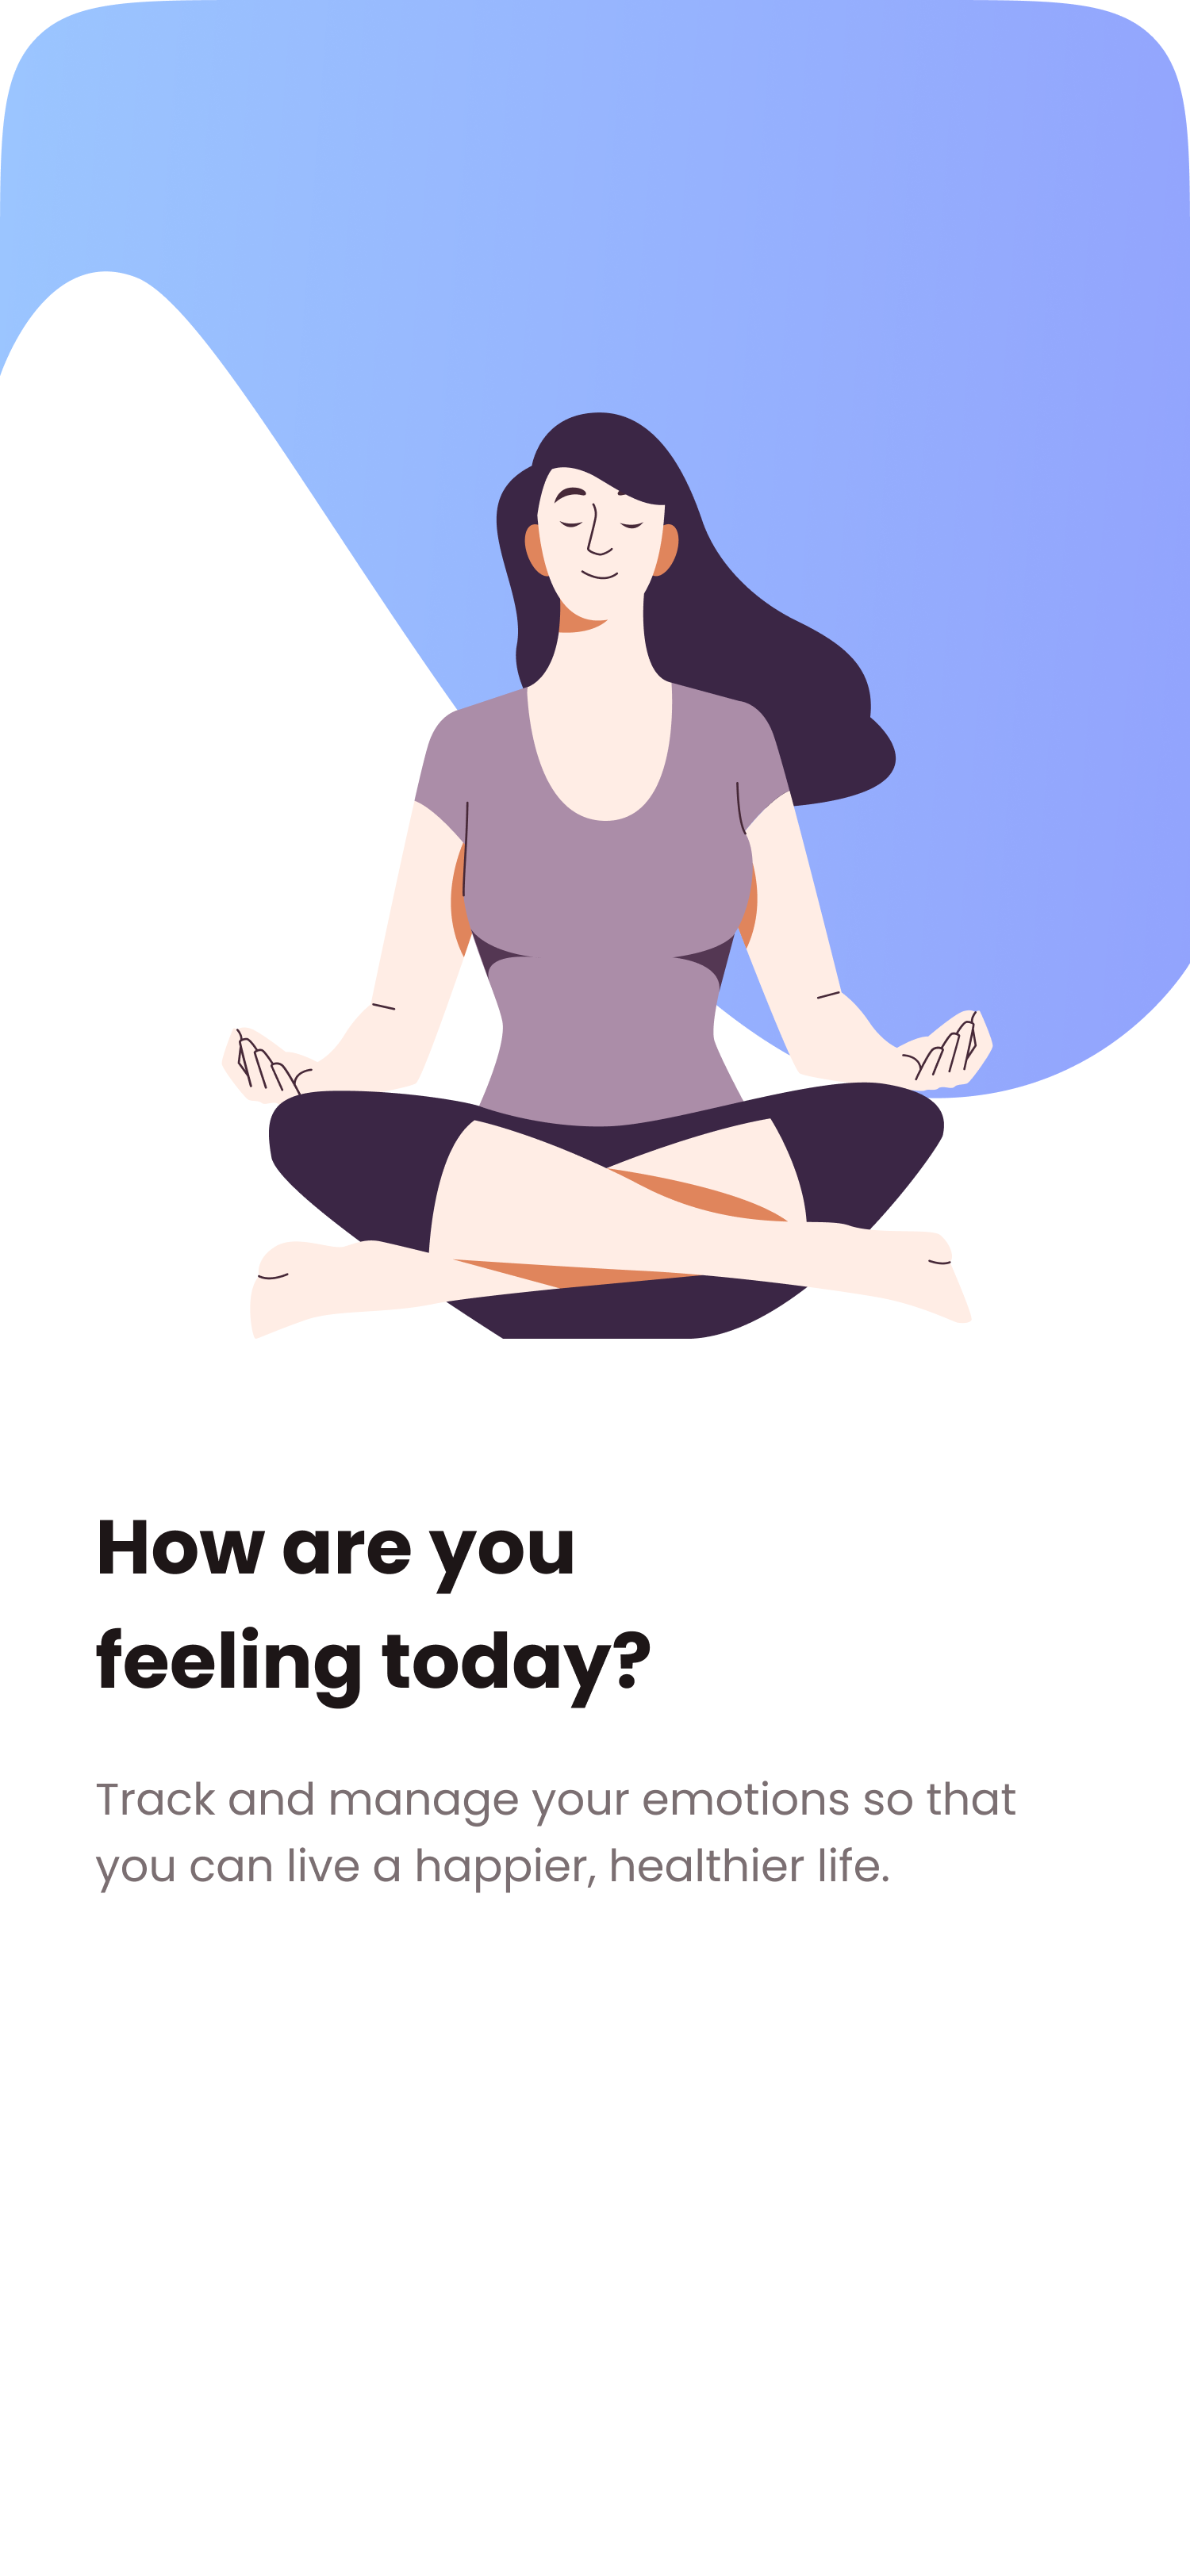 How are you
feeling today?
Track and manage your emotions so that
you can live a happier, healthier life.